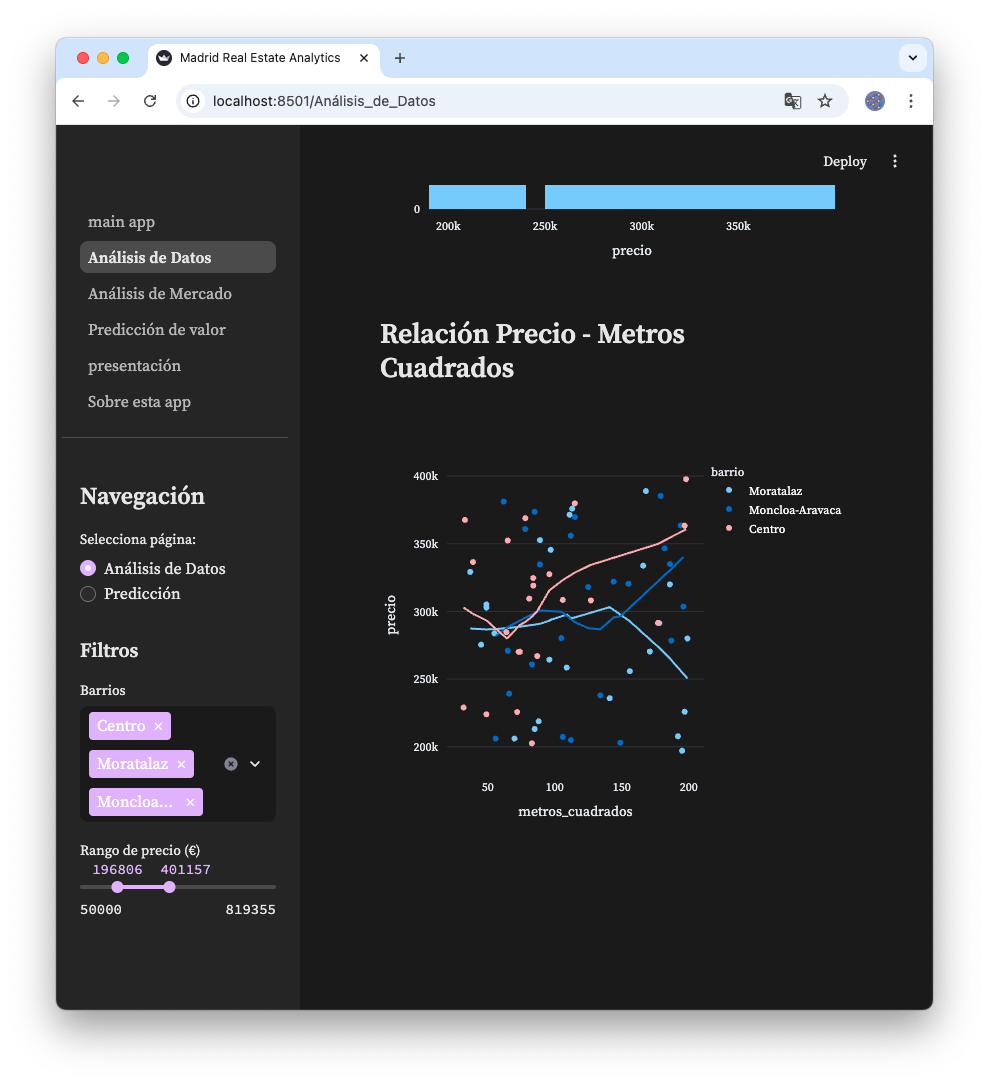 Madrid Real Estate Analytics
localhost:8501/Análisis_de_Datos
Deploy
main app
Análisis de Datos
Análisis de Mercado
Predicción de valor
presentación
Sobre esta app
Navegación
Selecciona página:
Análisis de Datos
Predicción
Filtros
Barrios
Centro ×
Moratalaz ×
Moncloa... ×
Rango de precio (€)
196806 401157
50000 819355
0
200k 250k 300k 350k
precio
Relación Precio - Metros
Cuadrados
barrio
Moratalaz
Moncloa-Aravaca
Centro
400k
350k
300k
250k
200k
precio
50 100 150 200
metros_cuadrados